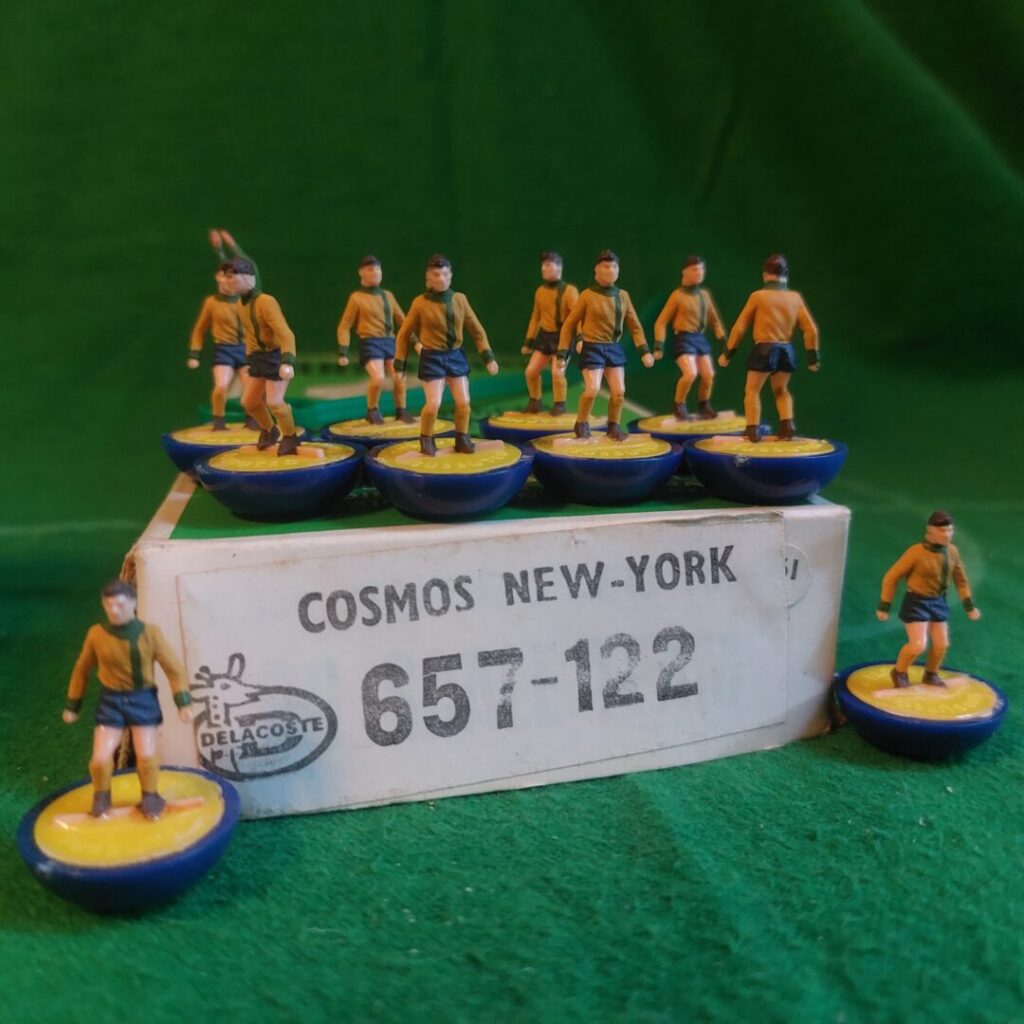 COSMOS NEW-YORK
657-122
DELACOSTE